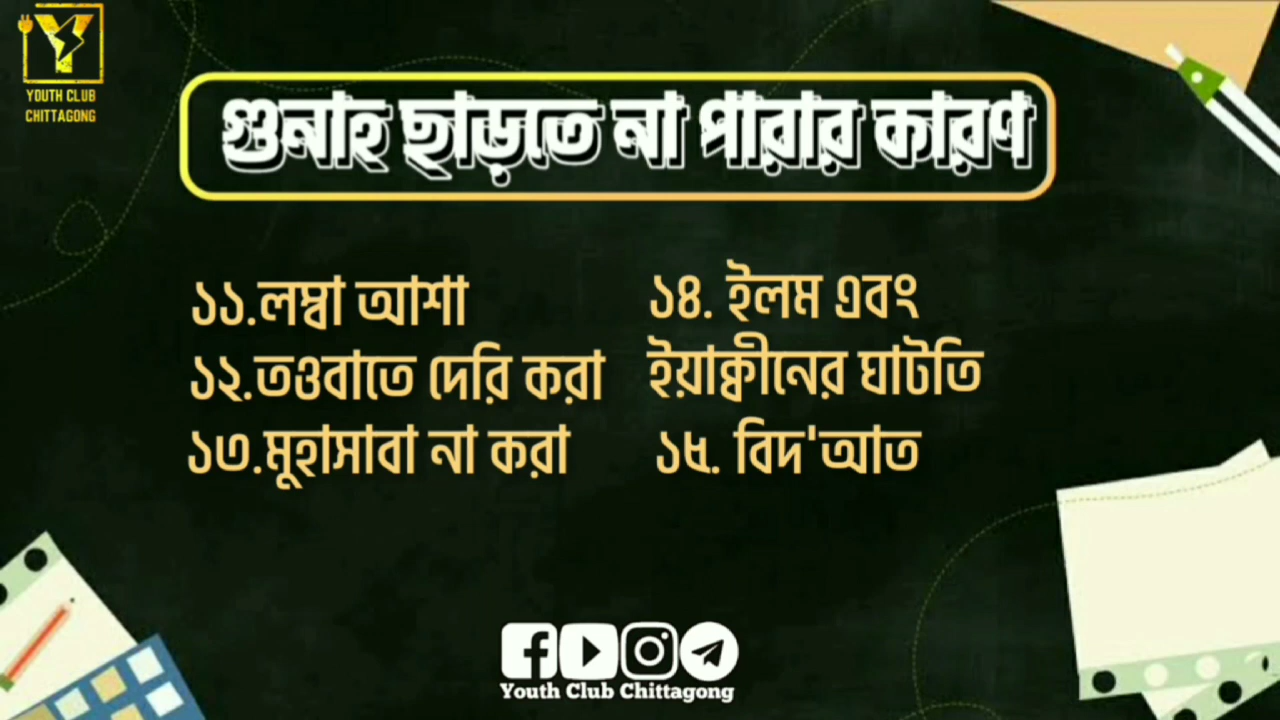 YOUTH CLUB
CHITTAGONG
গুনাহ ছাড়তে না পারার কারণ
১১.লম্বা আশা
১২.তওবাতে দেরি করা
১৩.মুহাসাবা না করা
১৪. ইলম এবং
ইয়াক্বীনের ঘাটতি
১৫. বিদ'আত
Youth Club Chittagong